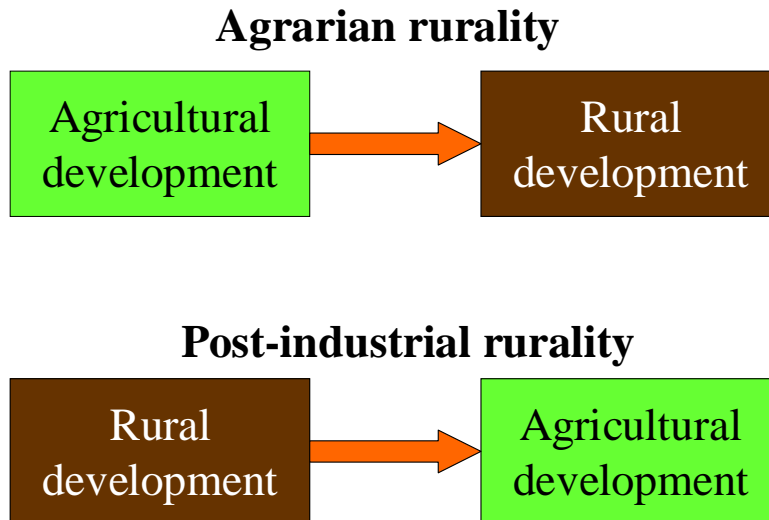 Agrarian rurality
Agricultural
development
Rural
development
Post-industrial rurality
Rural
development
Agricultural
development